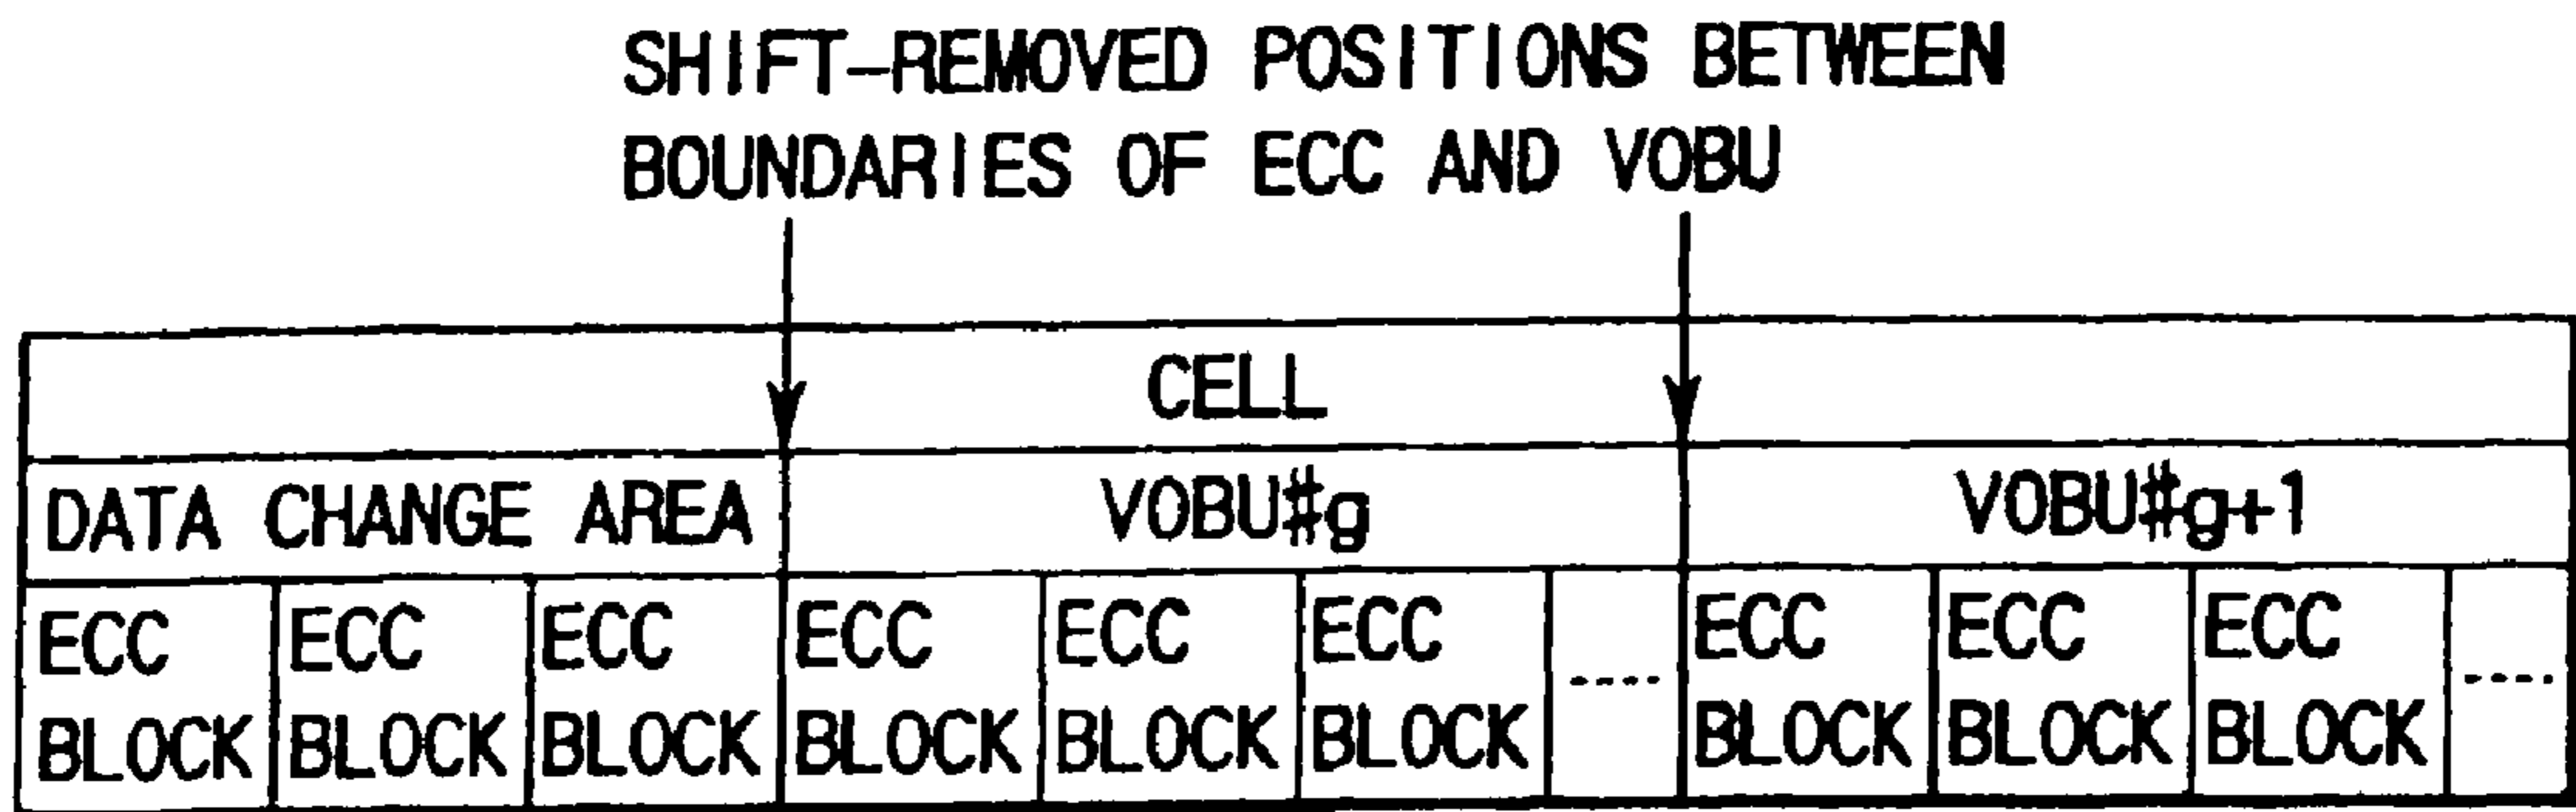 SHIFT-REMOVED POSITIONS BETWEEN
BOUNDARIES OF ECC AND VOBU
CELL
DATA CHANGE AREA VOBU#g VOBU#g+1
ECC ECC ECC ECC ECC ECC ECC ECC ECC
BLOCK BLOCK BLOCK BLOCK BLOCK BLOCK ---- BLOCK BLOCK BLOCK ----